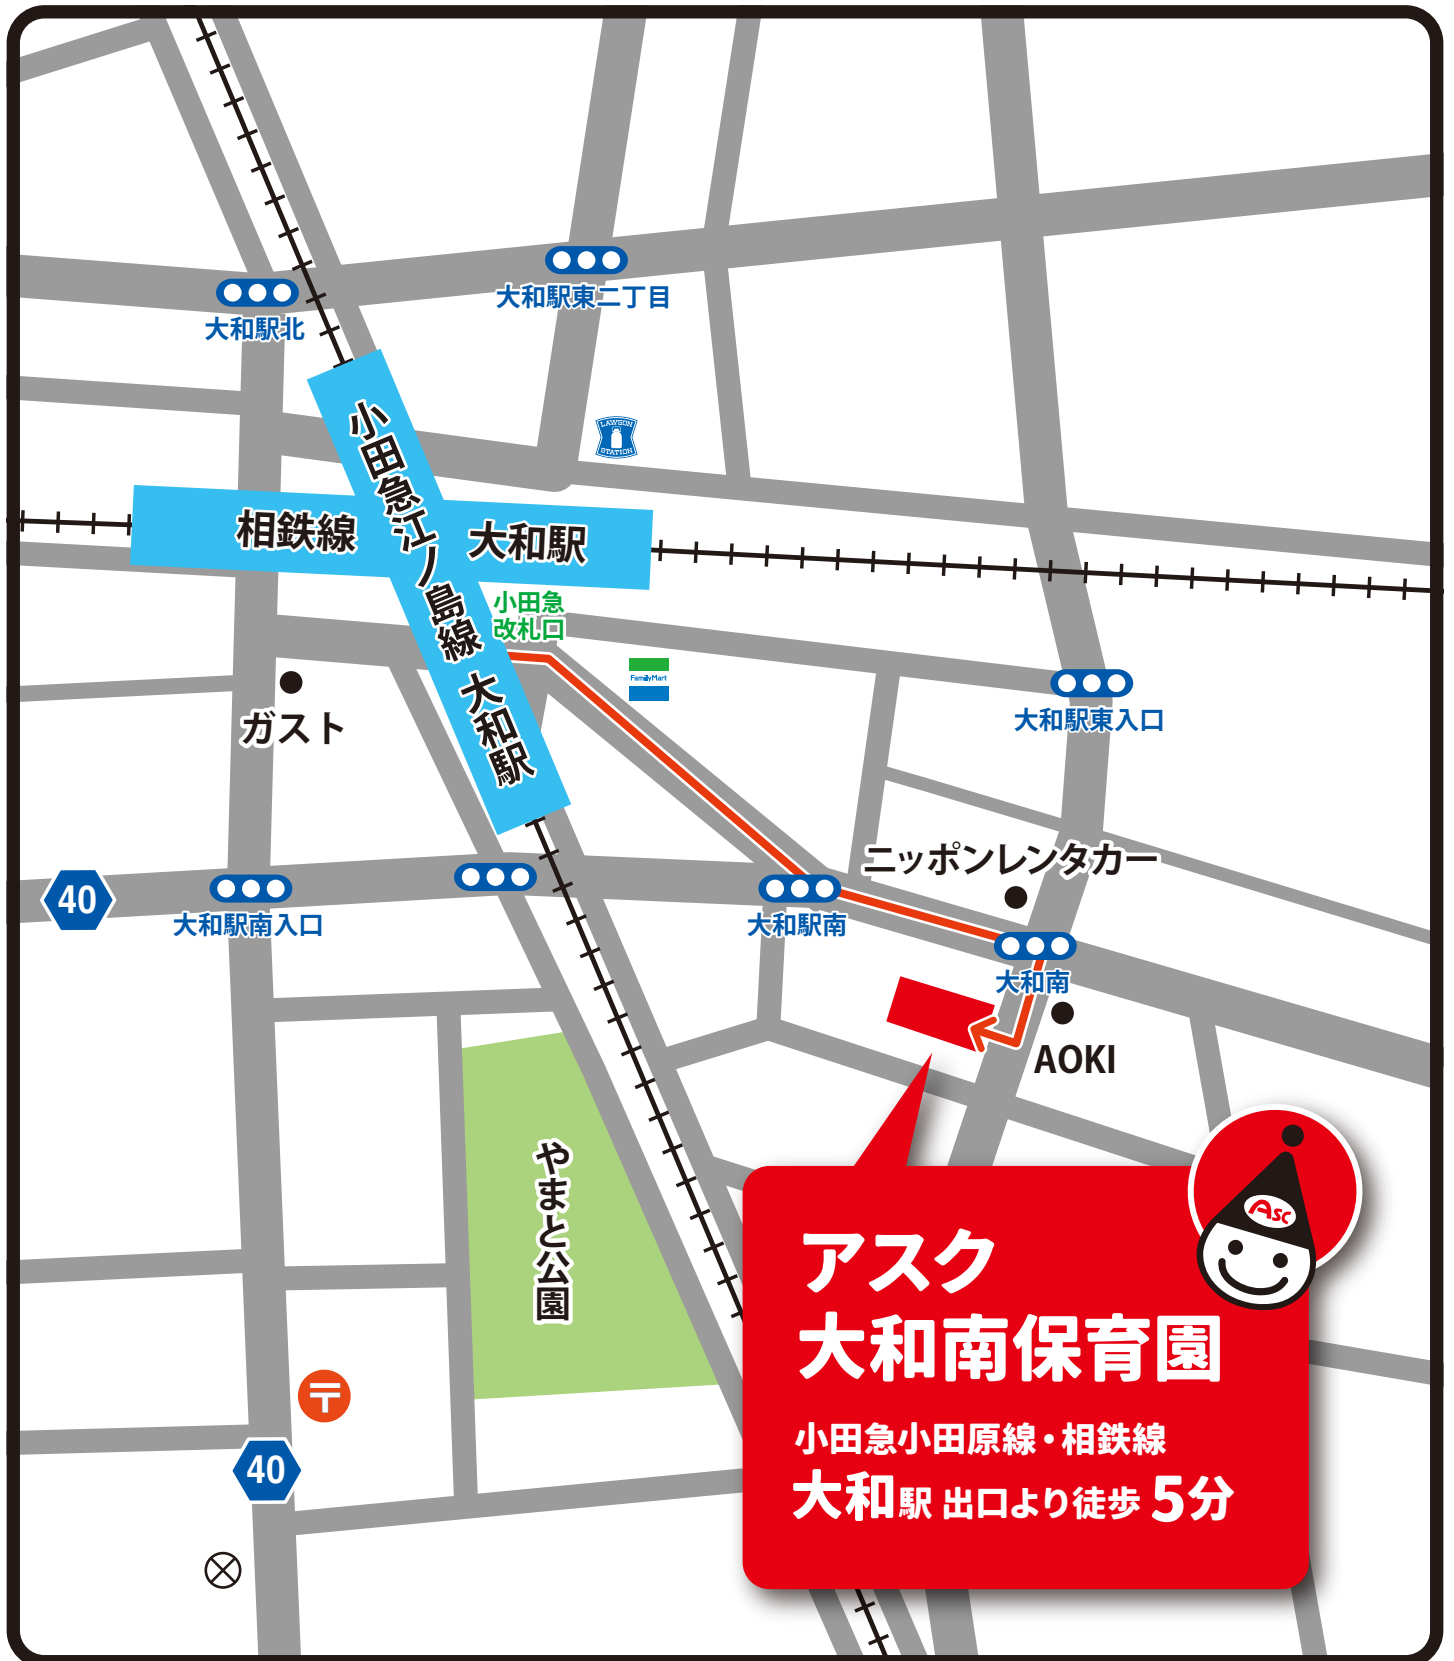 大和駅東二丁目
大和駅北
LAWSON
STATION
小田急江ノ島線 大和駅
相鉄線 大和駅
小田急
改札口
FamilyMart
大和駅東入口
ガスト
ニッポンレンタカー
40
大和駅南入口
大和駅南
大和南
AOKI
やまと公園
Asc
アスク
大和南保育園
小田急小田原線・相鉄線
大和駅 出口より徒歩 5分
〒
40